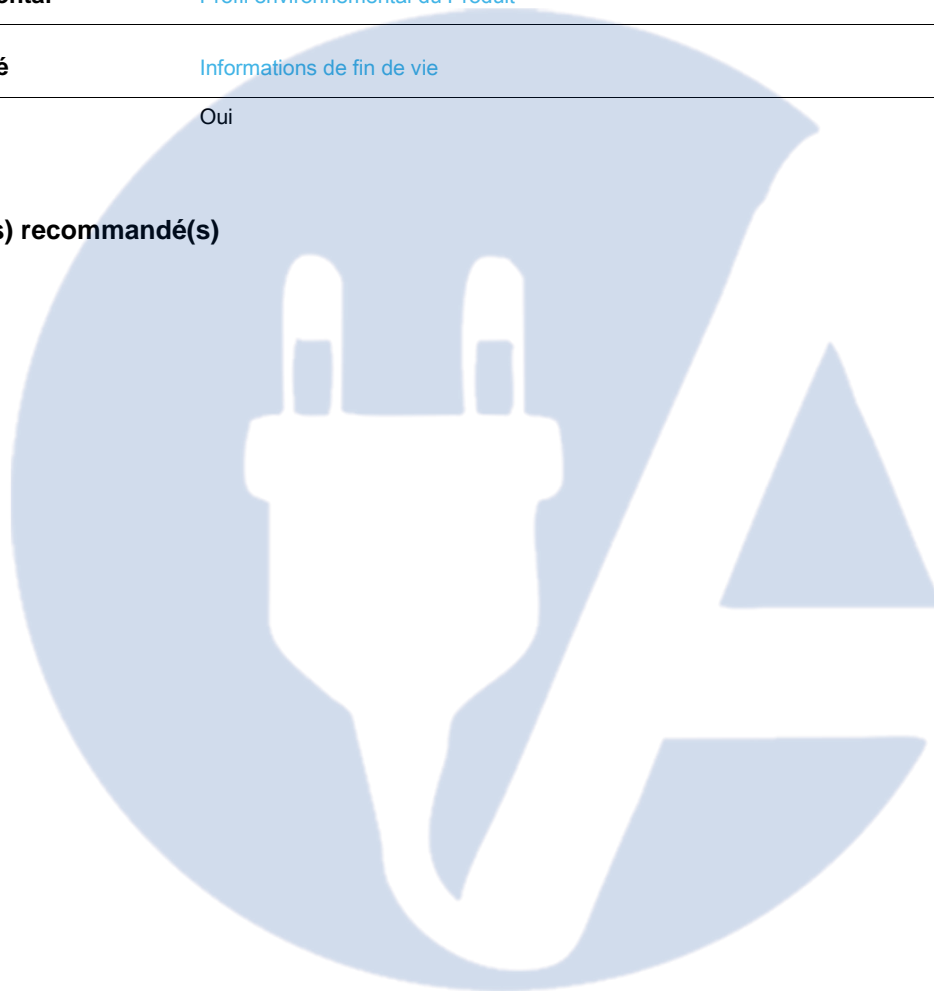 Profil environnemental du Produit
é Informations de fin de vie
Oui
s) recommandé(s)